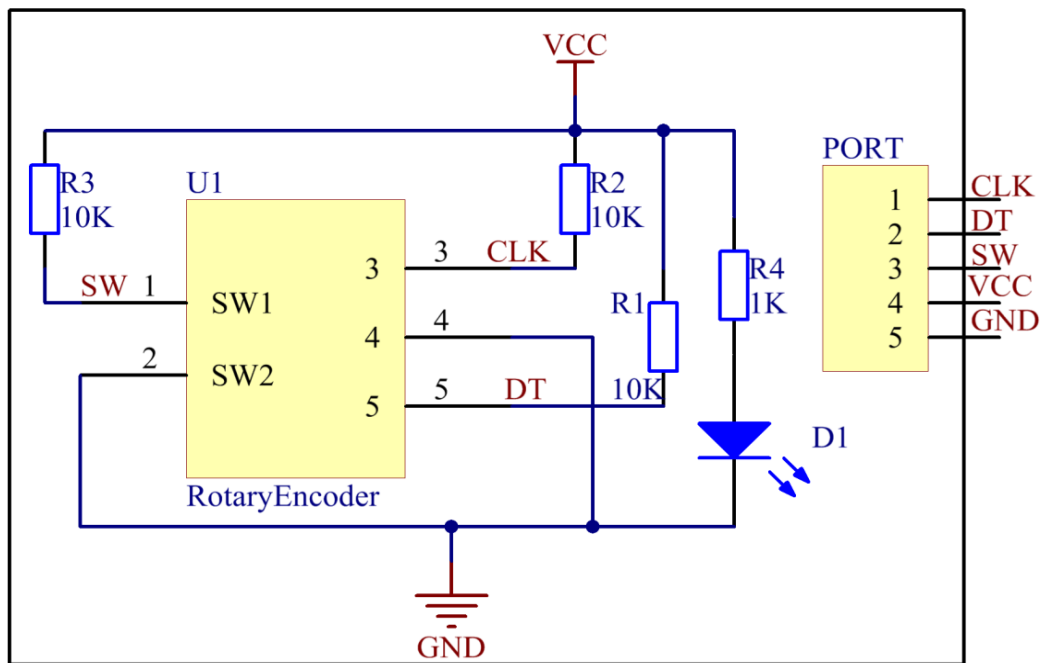 VCC
PORT
R3
10K
U1
R2
10K
1
CLK
2
DT
3
SW
4
VCC
5
GND
SW
1
SW1
3
3
CLK
R4
1K
R1
4
4
2
SW2
5
5
DT
10K
D1
RotaryEncoder
GND